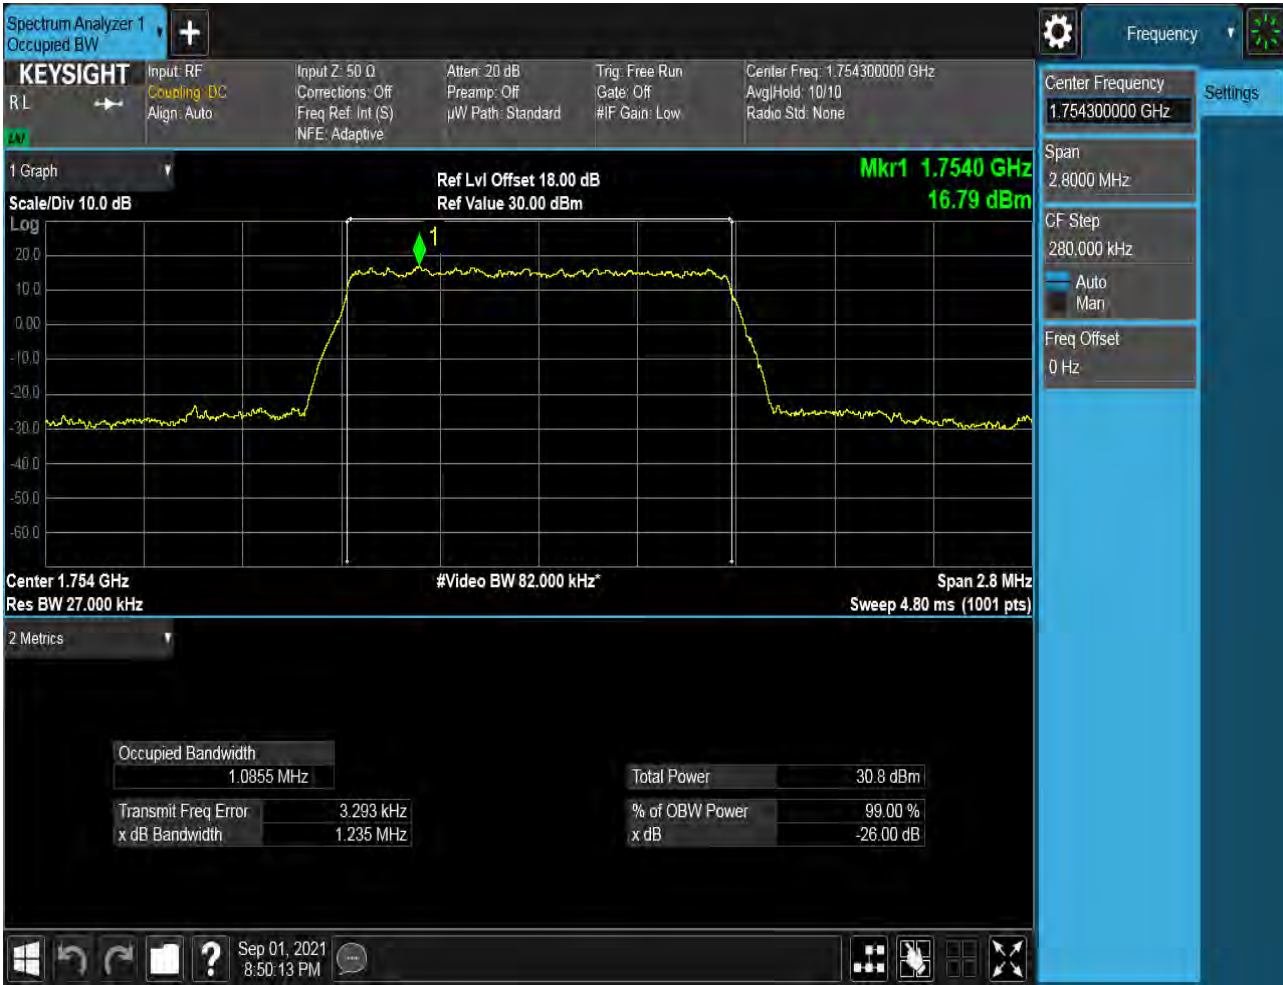 Spectrum Analyzer 1
Occupied BW
Frequency
KEYSIGHT
R L
LXI
Input: RF
Coupling: DC
Align: Auto
Input Z: 50 Ω
Corrections: Off
Freq Ref: Int (S)
NFE: Adaptive
Atten: 20 dB
Preamp: Off
µW Path: Standard
Trig: Free Run
Gate: Off
#IF Gain: Low
Center Freq: 1.754300000 GHz
Avg|Hold: 10/10
Radio Std: None
Center Frequency
1.754300000 GHz
Settings
Span
2.8000 MHz
CF Step
280.000 kHz
Auto
Man
Freq Offset
0 Hz
1 Graph
Scale/Div 10.0 dB
Ref Lvl Offset 18.00 dB
Ref Value 30.00 dBm
Mkr1 1.7540 GHz
16.79 dBm
Log
1
20.0
10.0
0.00
-10.0
-20.0
-30.0
-40.0
-50.0
-60.0
Center 1.754 GHz
#Video BW 82.000 kHz*
Span 2.8 MHz
Res BW 27.000 kHz
Sweep 4.80 ms (1001 pts)
2 Metrics
Occupied Bandwidth
1.0855 MHz
Total Power 30.8 dBm
Transmit Freq Error 3.293 kHz
% of OBW Power 99.00 %
x dB Bandwidth 1.235 MHz
x dB -26.00 dB
?
Sep 01, 2021
8:50:13 PM